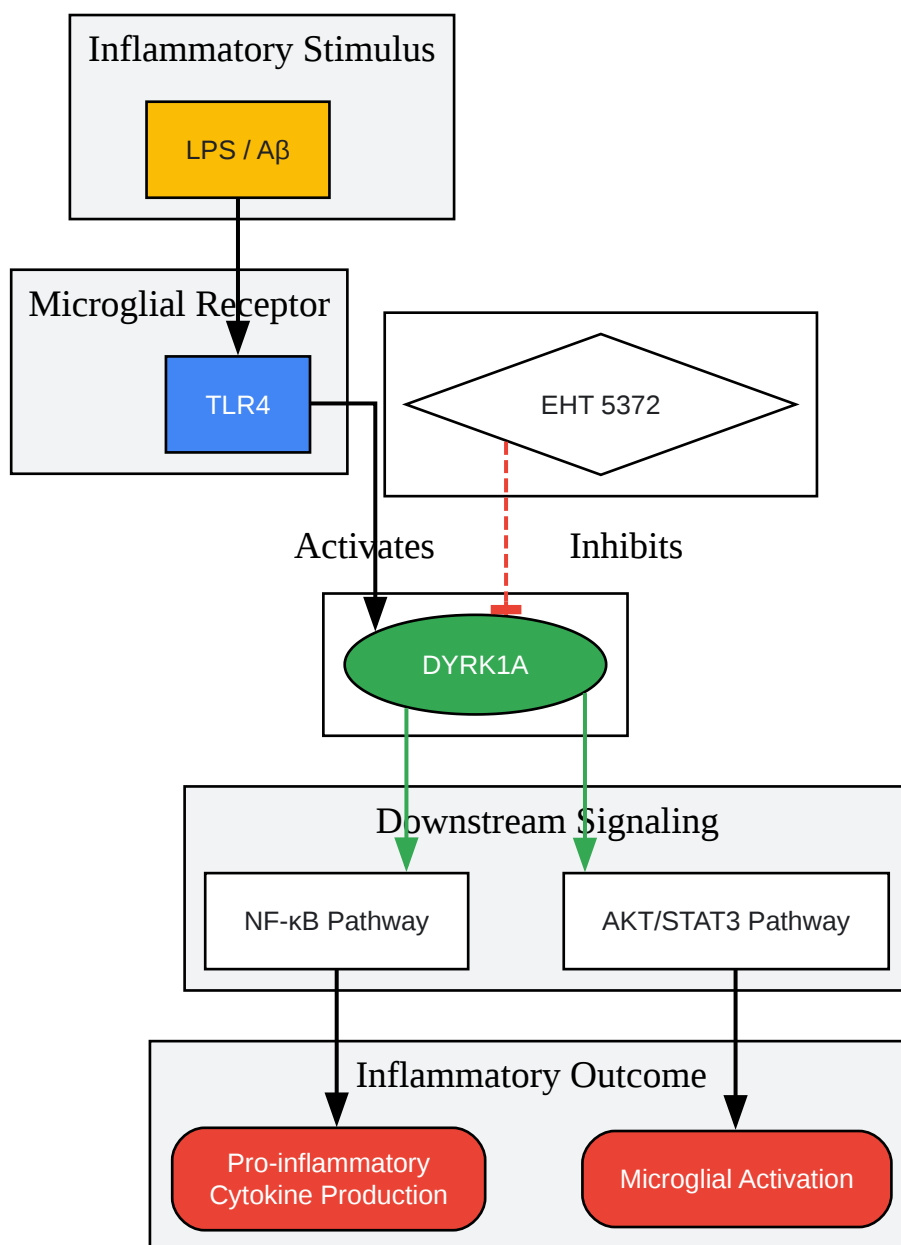 Inflammatory Stimulus
LPS / Aβ
Microglial Receptor
TLR4
EHT 5372
Activates
Inhibits
DYRK1A
Downstream Signaling
NF-κB Pathway
AKT/STAT3 Pathway
Inflammatory Outcome
Pro-inflammatory
Cytokine Production
Microglial Activation